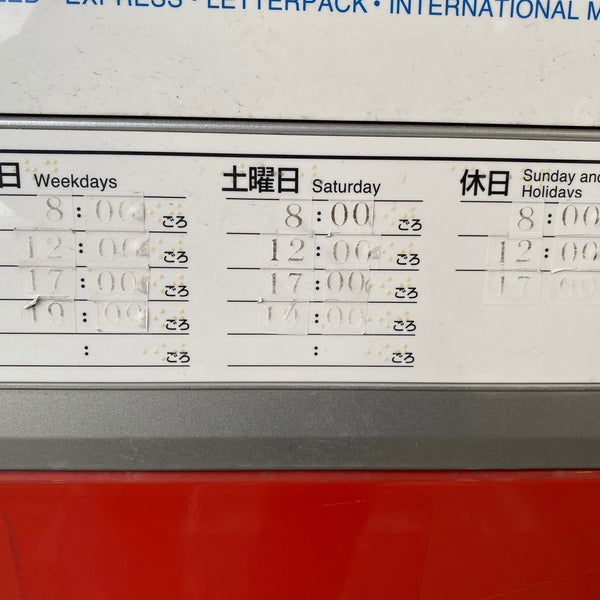 EXPRESS・LETTERPACK・INTERNATIONAL M
日 Weekdays
8:00 ごろ
12:00 ごろ
17:00 ごろ
19:00 ごろ
: ごろ
土曜日 Saturday
8:00 ごろ
12:00 ごろ
17:00 ごろ
:00 ごろ
: ごろ
休日 Sunday and Holidays
8:00
12:00
17 00